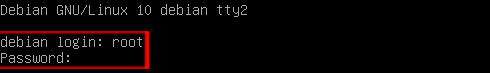 Debian GNU/Linux 10 debian tty2
debian login: root
Password: